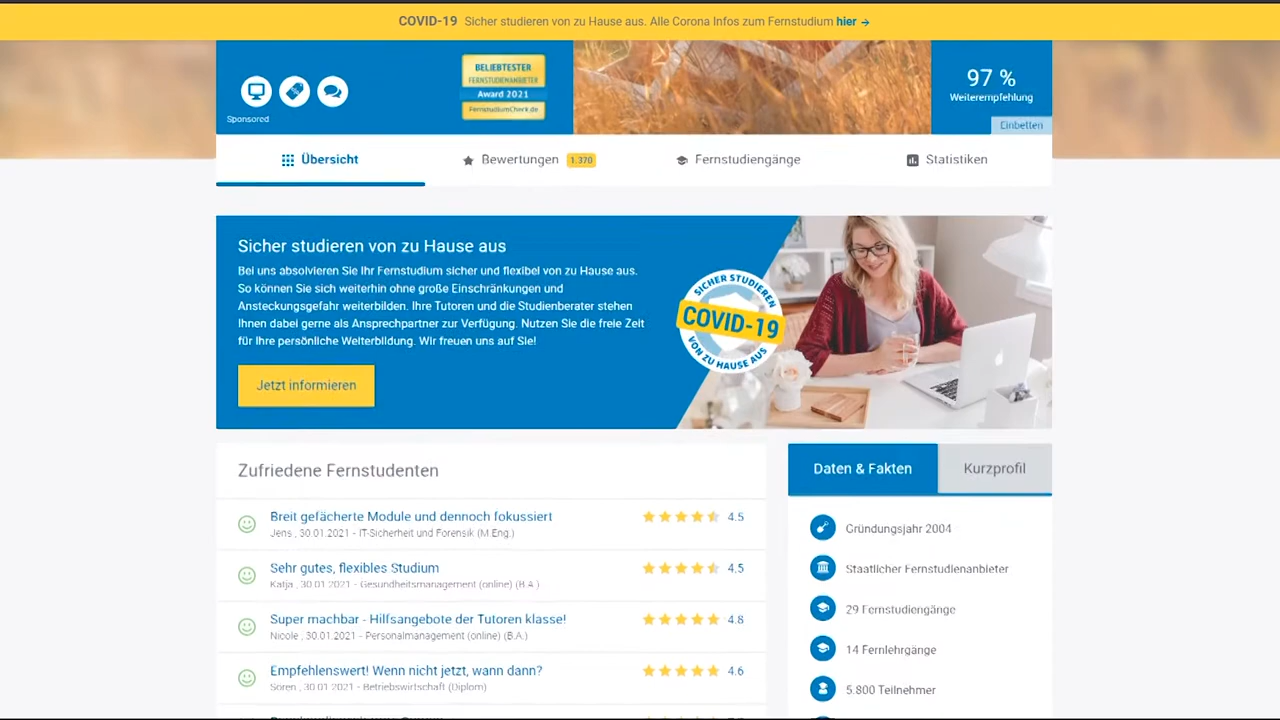 COVID-19 Sicher studieren von zu Hause aus. Alle Corona Infos zum Fernstudium hier →
BELIEBTESTER
FERNSTUDIENANBIETER
Award 2021
FernstudiumCheck.de
Sponsored
97 %
Weiterempfehlung
Einbetten
Übersicht
Bewertungen 1.370
Fernstudiengänge
Statistiken
Sicher studieren von zu Hause aus
Bei uns absolvieren Sie Ihr Fernstudium sicher und flexibel von zu Hause aus.
So können Sie sich weiterhin ohne große Einschränkungen und
Ansteckungsgefahr weiterbilden. Ihre Tutoren und die Studienberater stehen
Ihnen dabei gerne als Ansprechpartner zur Verfügung. Nutzen Sie die freie Zeit
für Ihre persönliche Weiterbildung. Wir freuen uns auf Sie!
Jetzt informieren
SICHER STUDIEREN
COVID-19
VON ZU HAUSE AUS
Zufriedene Fernstudenten
Breit gefächerte Module und dennoch fokussiert 4.5
Jens , 30.01.2021 - IT-Sicherheit und Forensik (M.Eng.)
Sehr gutes, flexibles Studium 4.5
Katja , 30.01.2021 - Gesundheitsmanagement (online) (B.A.)
Super machbar - Hilfsangebote der Tutoren klasse! 4.8
Nicole , 30.01.2021 - Personalmanagement (online) (B.A.)
Empfehlenswert! Wenn nicht jetzt, wann dann? 4.6
Sören , 30.01.2021 - Betriebswirtschaft (Diplom)
Daten & Fakten
Kurzprofil
Gründungsjahr 2004
Staatlicher Fernstudienanbieter
29 Fernstudiengänge
14 Fernlehrgänge
5.800 Teilnehmer